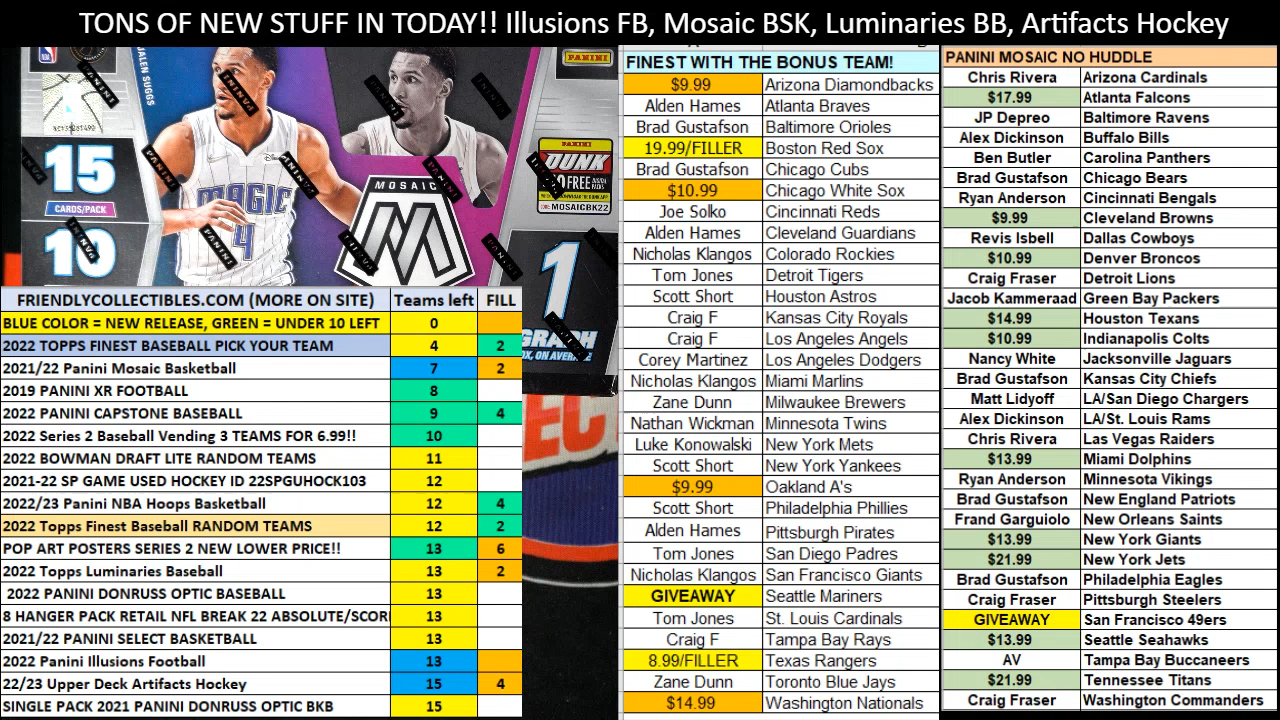 TONS OF NEW STUFF IN TODAY!! Illusions FB, Mosaic BSK, Luminaries BB, Artifacts Hockey
JALEN SUGGS
PANINI
15
CARDS/PACK
10
MAGIC
4
MOSAIC
M
PANINI
DUNK
MOSAICBK22
1
FRIENDLYCOLLECTIBLES.COM (MORE ON SITE) Teams left FILL
BLUE COLOR = NEW RELEASE, GREEN = UNDER 10 LEFT 0
2022 TOPPS FINEST BASEBALL PICK YOUR TEAM 4 2
2021/22 Panini Mosaic Basketball 7 2
2019 PANINI XR FOOTBALL 8
2022 PANINI CAPSTONE BASEBALL 9 4
2022 Series 2 Baseball Vending 3 TEAMS FOR 6.99!! 10
2022 BOWMAN DRAFT LITE RANDOM TEAMS 11
2021-22 SP GAME USED HOCKEY ID 22SPGUHOCK103 12
2022/23 Panini NBA Hoops Basketball 12 4
2022 Topps Finest Baseball RANDOM TEAMS 12 2
POP ART POSTERS SERIES 2 NEW LOWER PRICE!! 13 6
2022 Topps Luminaries Baseball 13 2
2022 PANINI DONRUSS OPTIC BASEBALL 13
8 HANGER PACK RETAIL NFL BREAK 22 ABSOLUTE/SCORE 13
2021/22 PANINI SELECT BASKETBALL 13
2022 Panini Illusions Football 13
22/23 Upper Deck Artifacts Hockey 15 4
SINGLE PACK 2021 PANINI DONRUSS OPTIC BKB 15
FINEST WITH THE BONUS TEAM!
$9.99 Arizona Diamondbacks
Alden Hames Atlanta Braves
Brad Gustafson Baltimore Orioles
19.99/FILLER Boston Red Sox
Brad Gustafson Chicago Cubs
$10.99 Chicago White Sox
Joe Solko Cincinnati Reds
Alden Hames Cleveland Guardians
Nicholas Klangos Colorado Rockies
Tom Jones Detroit Tigers
Scott Short Houston Astros
Craig F Kansas City Royals
Craig F Los Angeles Angels
Corey Martinez Los Angeles Dodgers
Nicholas Klangos Miami Marlins
Zane Dunn Milwaukee Brewers
Nathan Wickman Minnesota Twins
Luke Konowalski New York Mets
Scott Short New York Yankees
$9.99 Oakland A's
Scott Short Philadelphia Phillies
Alden Hames Pittsburgh Pirates
Tom Jones San Diego Padres
Nicholas Klangos San Francisco Giants
GIVEAWAY Seattle Mariners
Tom Jones St. Louis Cardinals
Craig F Tampa Bay Rays
8.99/FILLER Texas Rangers
Zane Dunn Toronto Blue Jays
$14.99 Washington Nationals
PANINI MOSAIC NO HUDDLE
Chris Rivera Arizona Cardinals
$17.99 Atlanta Falcons
JP Depreo Baltimore Ravens
Alex Dickinson Buffalo Bills
Ben Butler Carolina Panthers
Brad Gustafson Chicago Bears
Ryan Anderson Cincinnati Bengals
$9.99 Cleveland Browns
Revis Isbell Dallas Cowboys
$10.99 Denver Broncos
Craig Fraser Detroit Lions
Jacob Kammeraad Green Bay Packers
$14.99 Houston Texans
$10.99 Indianapolis Colts
Nancy White Jacksonville Jaguars
Brad Gustafson Kansas City Chiefs
Matt Lidyoff LA/San Diego Chargers
Alex Dickinson LA/St. Louis Rams
Chris Rivera Las Vegas Raiders
$13.99 Miami Dolphins
Ryan Anderson Minnesota Vikings
Brad Gustafson New England Patriots
Frand Garguiolo New Orleans Saints
$13.99 New York Giants
$21.99 New York Jets
Brad Gustafson Philadelphia Eagles
Craig Fraser Pittsburgh Steelers
GIVEAWAY San Francisco 49ers
$13.99 Seattle Seahawks
AV Tampa Bay Buccaneers
$21.99 Tennessee Titans
Craig Fraser Washington Commanders